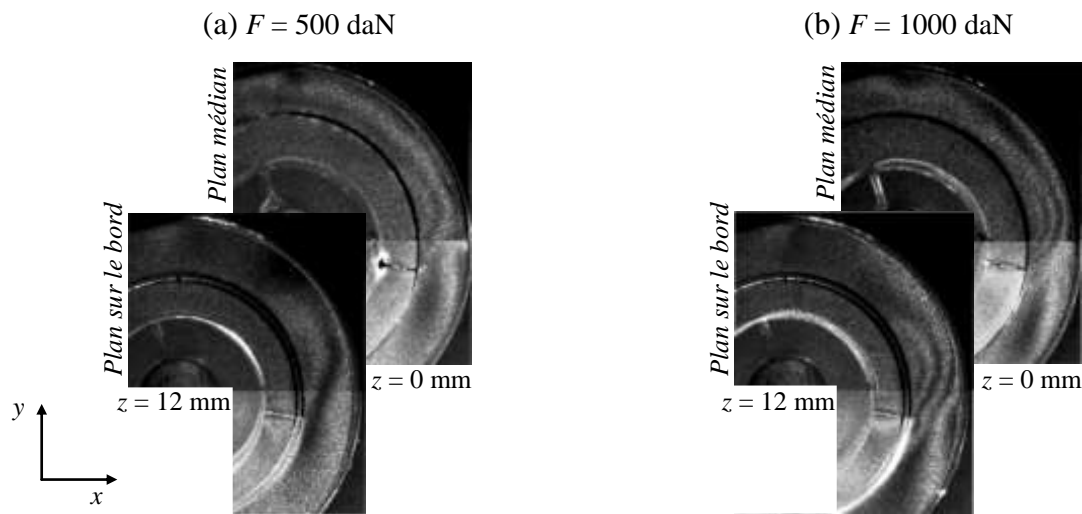 (a) F = 500 daN
(b) F = 1000 daN
Plan médian
Plan sur le bord
z = 0 mm
z = 12 mm
Plan médian
Plan sur le bord
z = 0 mm
z = 12 mm
y
x